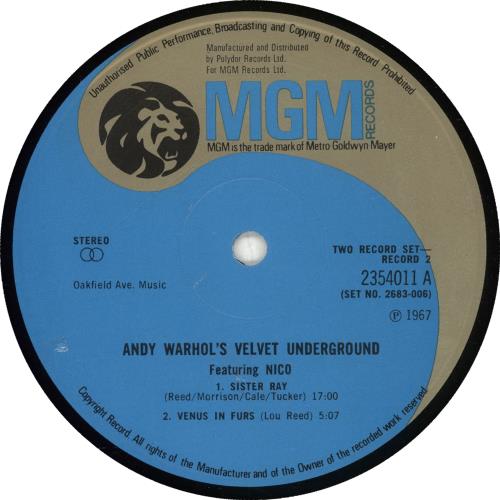 Unauthorised Public Performance, Broadcasting and Copying of this Record Prohibited
Manufactured and Distributed
by Polydor Records Ltd.
For MGM Records Ltd.
MGM
RECORDS
MGM is the trade mark of Metro Goldwyn Mayer
STEREO
Oakfield Ave. Music
TWO RECORD SET—
RECORD 2
2354011 A
(SET NO. 2683-006)
℗ 1967
ANDY WARHOL'S VELVET UNDERGROUND
Featuring NICO
1. SISTER RAY
(Reed/Morrison/Cale/Tucker) 17:00
2. VENUS IN FURS (Lou Reed) 5:07
Copyright Record. All rights of the Manufacturer and of the Owner of the recorded work reserved